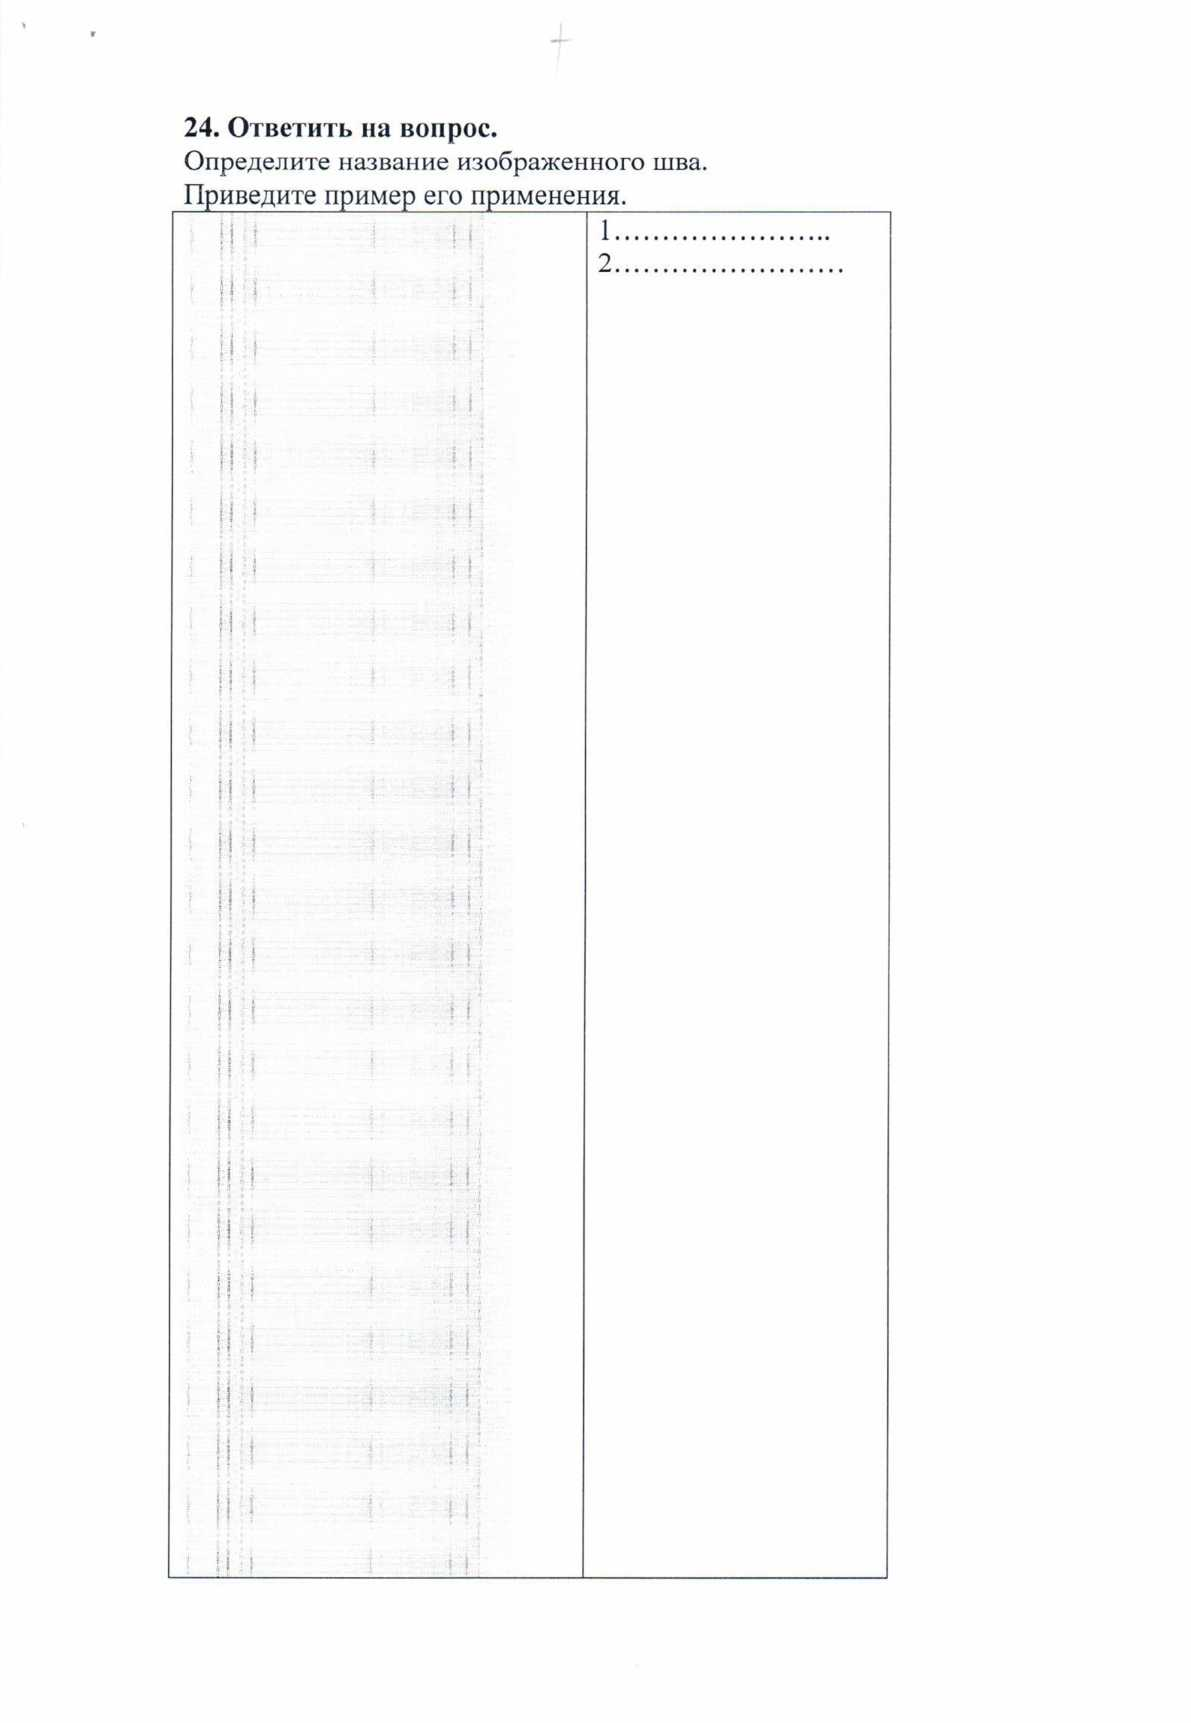 24. Ответить на вопрос.
Определите название изображенного шва.
Приведите пример его применения.
1.......................
2........................